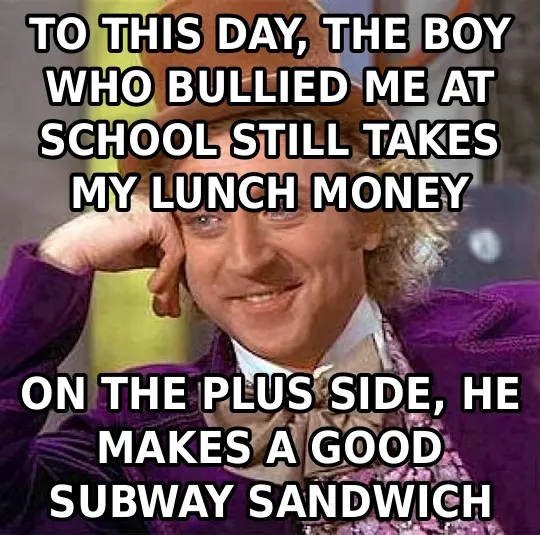 TO THIS DAY, THE BOY
WHO BULLIED ME AT
SCHOOL STILL TAKES
MY LUNCH MONEY
ON THE PLUS SIDE, HE
MAKES A GOOD
SUBWAY SANDWICH